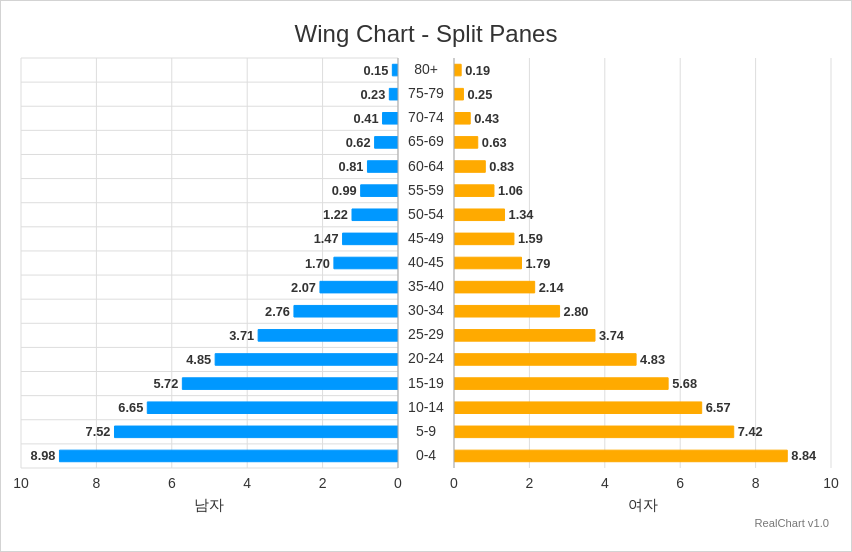 Wing Chart - Split Panes
0.15 80+ 0.19
0.23 75-79 0.25
0.41 70-74 0.43
0.62 65-69 0.63
0.81 60-64 0.83
0.99 55-59 1.06
1.22 50-54 1.34
1.47 45-49 1.59
1.70 40-45 1.79
2.07 35-40 2.14
2.76 30-34 2.80
3.71 25-29 3.74
4.85 20-24 4.83
5.72 15-19 5.68
6.65 10-14 6.57
7.52 5-9 7.42
8.98 0-4 8.84
10 8 6 4 2 0 0 2 4 6 8 10
남자 여자
RealChart v1.0